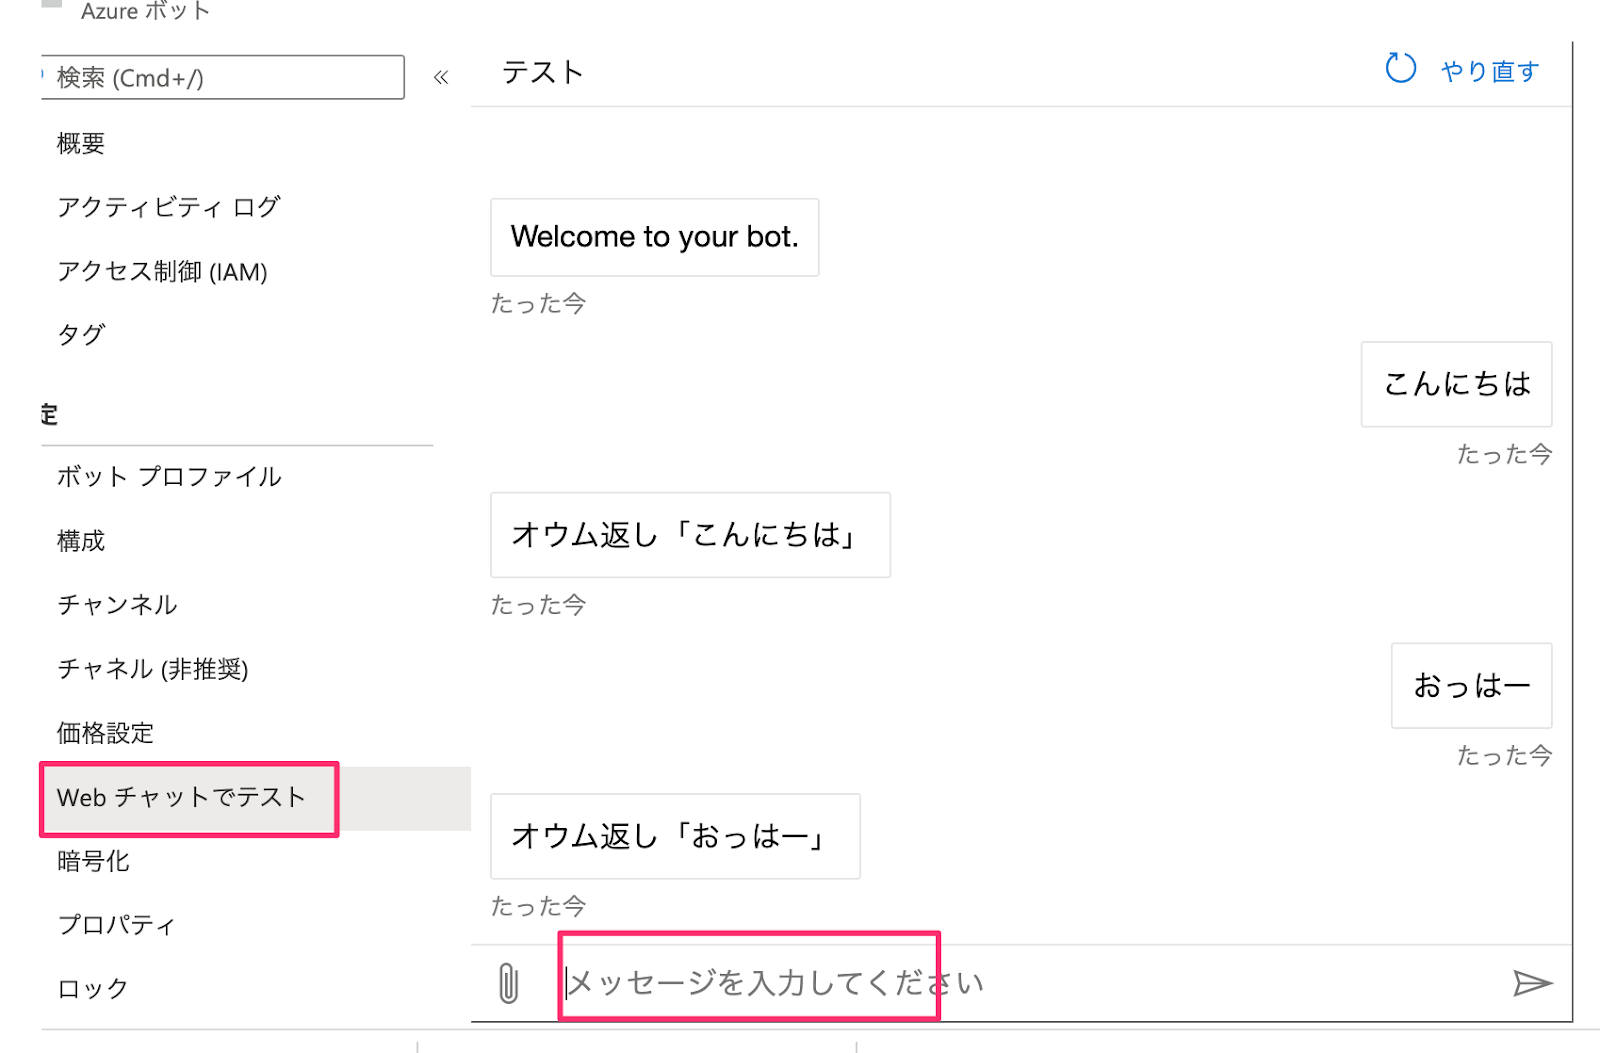 Azure ボット
検索 (Cmd+/)
«
概要
アクティビティ ログ
アクセス制御 (IAM)
タグ
定
ボット プロファイル
構成
チャンネル
チャネル (非推奨)
価格設定
Web チャットでテスト
暗号化
プロパティ
ロック
テスト
やり直す
Welcome to your bot.
たった今
こんにちは
たった今
オウム返し「こんにちは」
たった今
おっはー
たった今
オウム返し「おっはー」
たった今
メッセージを入力してください